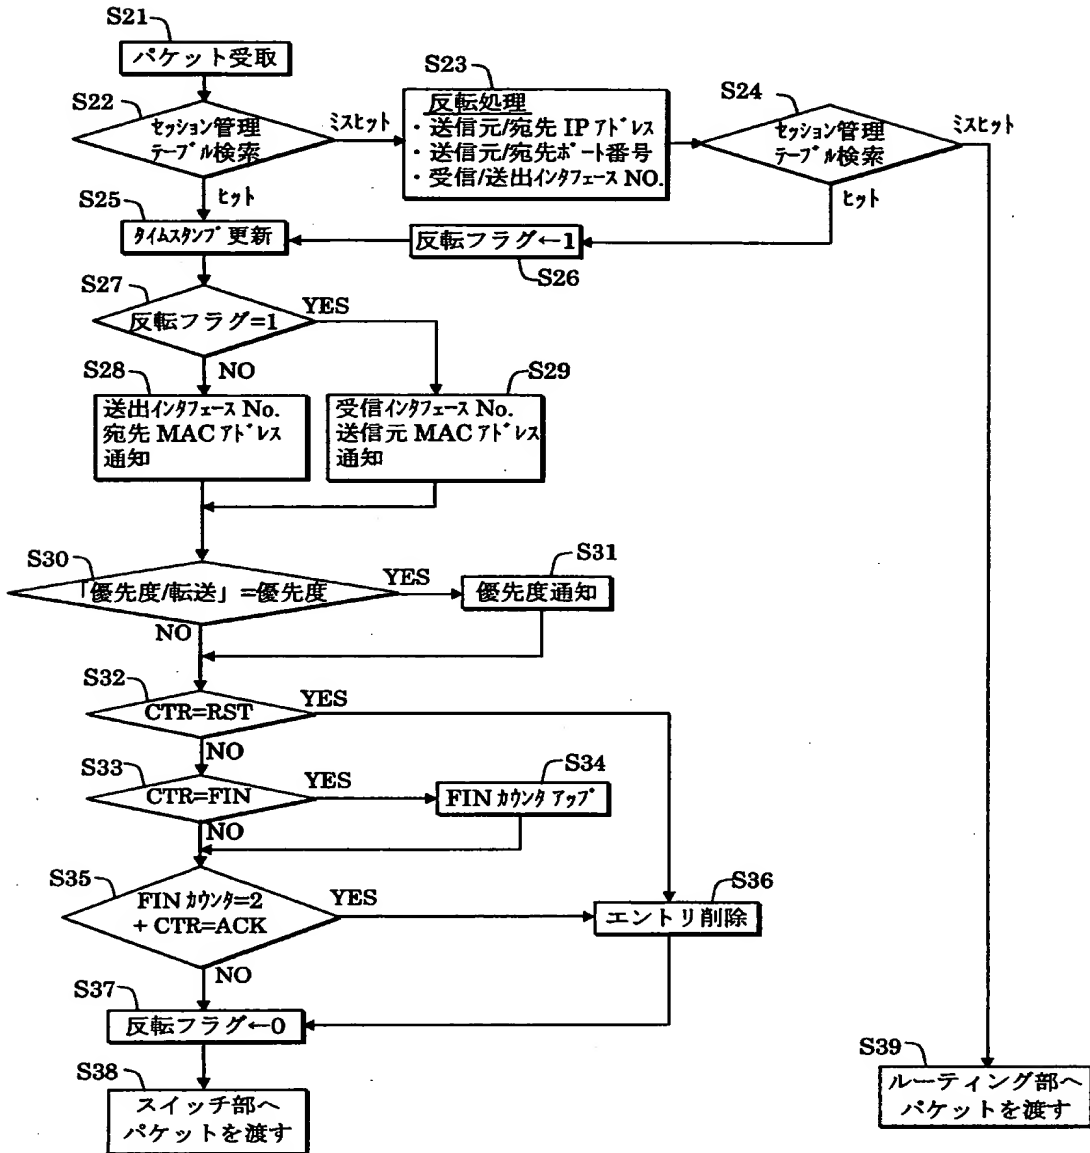 S21
パケット受取
S22
セッション管理
テーブル検索
ミスヒット
ヒット
S23
反転処理
・送信元/宛先 IP アドレス
・送信元/宛先ポート番号
・受信/送出インタフェース NO.
S24
セッション管理
テーブル検索
ミスヒット
ヒット
S25
タイムスタンプ更新
反転フラグ←1
S26
S27
反転フラグ=1
YES
NO
S28
送出インタフェース No.
宛先 MAC アドレス
通知
S29
受信インタフェース No.
送信元 MAC アドレス
通知
S30
「優先度/転送」=優先度
YES
NO
S31
優先度通知
S32
CTR=RST
YES
NO
S33
CTR=FIN
YES
NO
S34
FIN カウンタ アップ
S35
FIN カウンタ=2
+ CTR=ACK
YES
NO
S36
エントリ削除
S37
反転フラグ←0
S38
スイッチ部へ
パケットを渡す
S39
ルーティング部へ
パケットを渡す